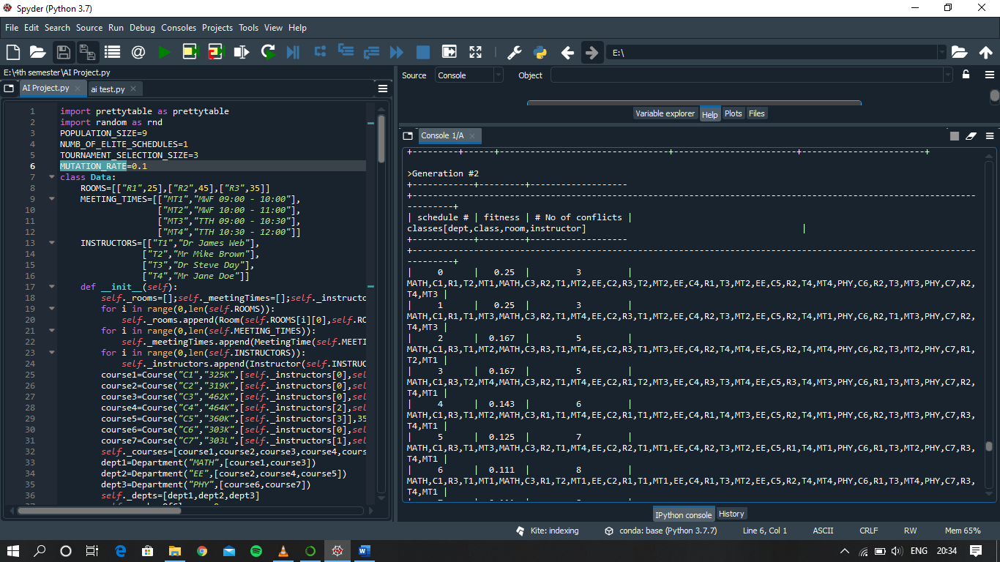 Spyder (Python 3.7)
File Edit Search Source Run Debug Consoles Projects Tools View Help
E:\
E:\4th semester\AI Project.py
AI Project.py
ai test.py
1 import prettytable as prettytable
2 import random as rnd
3 POPULATION_SIZE=9
4 NUMB_OF_ELITE_SCHEDULES=1
5 TOURNAMENT_SELECTION_SIZE=3
6 MUTATION_RATE=0.1
7 class Data:
8 ROOMS=[["R1",25],["R2",45],["R3",35]]
9 MEETING_TIMES=[["MT1","MWF 09:00 - 10:00"],
10 ["MT2","MWF 10:00 - 11:00"],
11 ["MT3","TTH 09:00 - 10:30"],
12 ["MT4","TTH 10:30 - 12:00"]]
13 INSTRUCTORS=[["T1","Dr James Web"],
14 ["T2","Mr Mike Brown"],
15 ["T3","Dr Steve Day"],
16 ["T4","Mr Jane Doe"]]
17 def __init__(self):
18 self._rooms=[];self._meetingTimes=[];self._instructo
19 for i in range(0,len(self.ROOMS)):
20 self._rooms.append(Room(self.ROOMS[i][0],self.RO
21 for i in range(0,len(self.MEETING_TIMES)):
22 self._meetingTimes.append(MeetingTime(self.MEETI
23 for i in range(0,len(self.INSTRUCTORS)):
24 self._instructors.append(Instructor(self.INSTRUC
25 course1=Course("C1","325K",[self._instructors[0],sel
26 course2=Course("C2","319K",[self._instructors[0],sel
27 course3=Course("C3","462K",[self._instructors[0],sel
28 course4=Course("C4","464K",[self._instructors[2],sel
29 course5=Course("C5","360K",[self._instructors[3]],35
30 course6=Course("C6","303K",[self._instructors[0],sel
31 course7=Course("C7","303L",[self._instructors[1],sel
32 self._courses=[course1,course2,course3,course4,cours
33 dept1=Department("MATH",[course1,course3])
34 dept2=Department("EE",[course2,course4,course5])
35 dept3=Department("PHY",[course6,course7])
36 self._depts=[dept1,dept2,dept3]
Source Console Object
Variable explorer Help Plots Files
Console 1/A
+----------+------+-----------------------------------+--------------------------+-------------------------+
>Generation #2
+------------+---------+-------------------
+-------------------------------------------------------------------------------------------------------------------
---------+
| schedule # | fitness | # No of conflicts |
classes[dept,class,room,instructor] |
+------------+---------+-------------------
+-------------------------------------------------------------------------------------------------------------------
---------+
| 0 | 0.25 | 3 |
MATH,C1,R1,T2,MT1,MATH,C3,R2,T1,MT2,EE,C2,R3,T2,MT2,EE,C4,R1,T3,MT2,EE,C5,R2,T4,MT4,PHY,C6,R2,T3,MT3,PHY,C7,R2,
T4,MT3 |
| 1 | 0.25 | 3 |
MATH,C1,R1,T1,MT3,MATH,C3,R2,T1,MT4,EE,C2,R3,T1,MT2,EE,C4,R2,T3,MT2,EE,C5,R2,T4,MT1,PHY,C6,R2,T1,MT3,PHY,C7,R2,
T4,MT3 |
| 2 | 0.167 | 5 |
MATH,C1,R3,T1,MT2,MATH,C3,R2,T1,MT3,EE,C2,R3,T1,MT3,EE,C4,R2,T4,MT2,EE,C5,R2,T4,MT4,PHY,C6,R2,T3,MT2,PHY,C7,R1,
T2,MT1 |
| 3 | 0.167 | 5 |
MATH,C1,R3,T2,MT4,MATH,C3,R2,T1,MT4,EE,C2,R1,T2,MT2,EE,C4,R3,T3,MT4,EE,C5,R3,T4,MT3,PHY,C6,R1,T3,MT3,PHY,C7,R2,
T4,MT1 |
| 4 | 0.143 | 6 |
MATH,C1,R3,T1,MT2,MATH,C3,R1,T2,MT4,EE,C2,R1,T1,MT2,EE,C4,R1,T4,MT3,EE,C5,R1,T4,MT2,PHY,C6,R1,T3,MT2,PHY,C7,R3,
T4,MT1 |
| 5 | 0.125 | 7 |
MATH,C1,R3,T1,MT3,MATH,C3,R1,T2,MT4,EE,C2,R2,T1,MT1,EE,C4,R2,T3,MT2,EE,C5,R1,T4,MT1,PHY,C6,R1,T3,MT2,PHY,C7,R3,
T4,MT1 |
| 6 | 0.111 | 8 |
MATH,C1,R3,T1,MT1,MATH,C3,R1,T2,MT1,EE,C2,R1,T1,MT1,EE,C4,R1,T3,MT2,EE,C5,R2,T4,MT4,PHY,C6,R1,T3,MT4,PHY,C7,R3,
T4,MT1 |
IPython console History
Kite: indexing conda: base (Python 3.7.7) Line 6, Col 1 ASCII CRLF RW Mem 65%
ENG 20:34